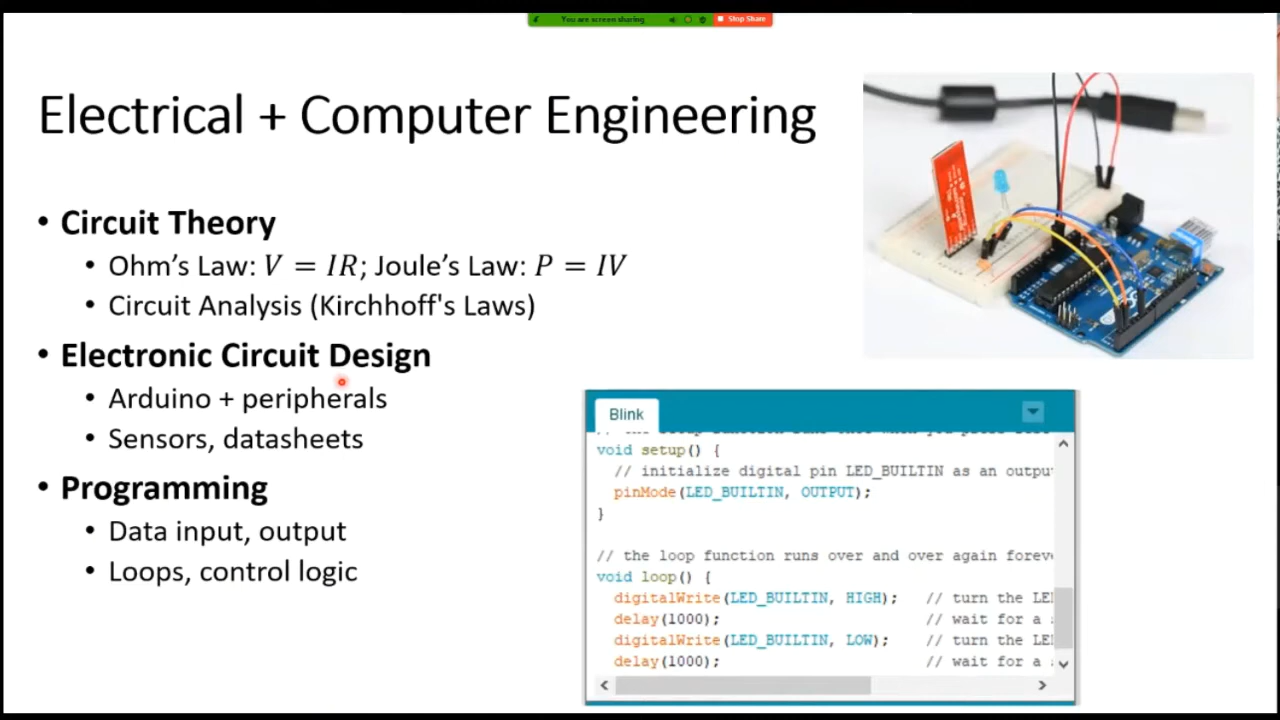 You are screen sharing
Stop Share
Electrical + Computer Engineering
• Circuit Theory
• Ohm’s Law: V = IR; Joule’s Law: P = IV
• Circuit Analysis (Kirchhoff's Laws)
• Electronic Circuit Design
• Arduino + peripherals
• Sensors, datasheets
• Programming
• Data input, output
• Loops, control logic
Blink
void setup() {
// initialize digital pin LED_BUILTIN as an outpu
pinMode(LED_BUILTIN, OUTPUT);
}
// the loop function runs over and over again forev
void loop() {
digitalWrite(LED_BUILTIN, HIGH); // turn the LE
delay(1000); // wait for a
digitalWrite(LED_BUILTIN, LOW); // turn the LE
delay(1000); // wait for a